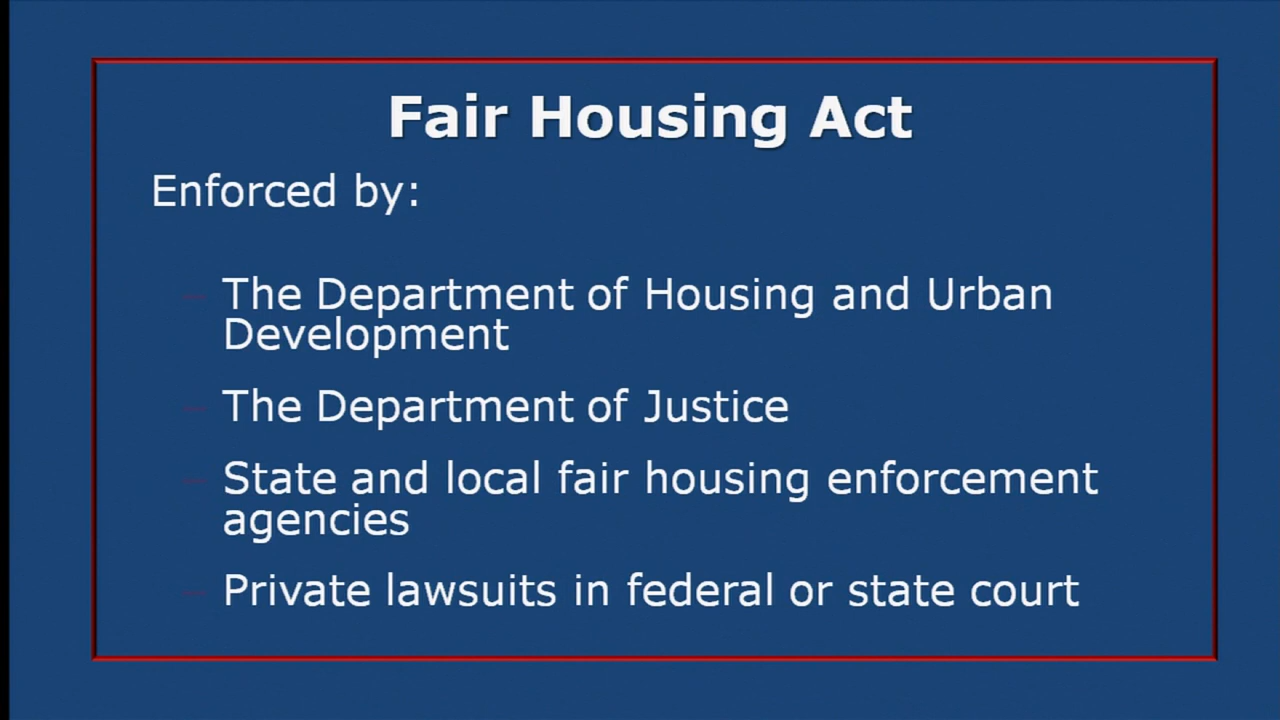 Fair Housing Act
Enforced by:
– The Department of Housing and Urban
Development
– The Department of Justice
– State and local fair housing enforcement
agencies
– Private lawsuits in federal or state court